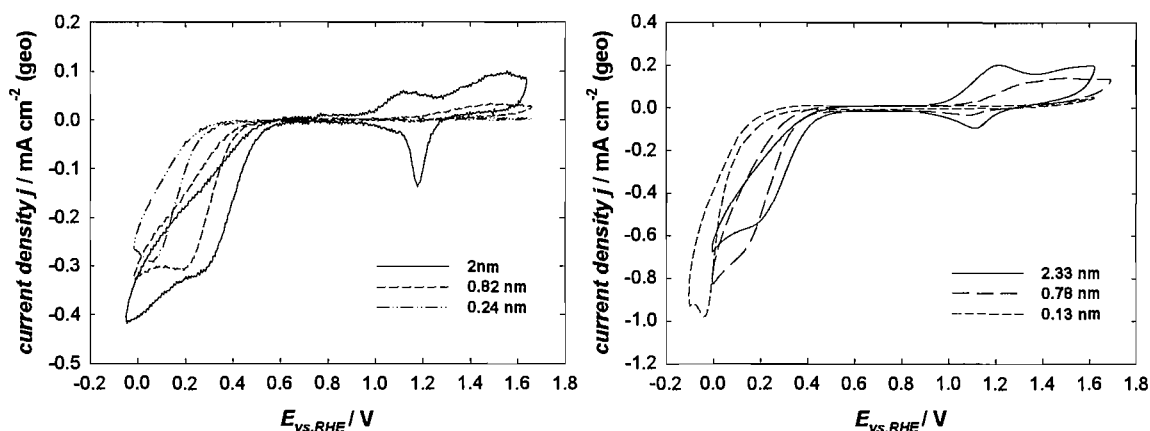 current density j / mA cm⁻² (geo)
0.2
0.1
0.0
-0.1
-0.2
-0.3
-0.4
-0.5
2nm
0.82 nm
0.24 nm
-0.2 0.0 0.2 0.4 0.6 0.8 1.0 1.2 1.4 1.6 1.8
E vs.RHE / V
current density j / mA cm⁻² (geo)
0.4
0.2
0.0
-0.2
-0.4
-0.6
-0.8
-1.0
-1.2
2.33 nm
0.78 nm
0.13 nm
-0.2 0.0 0.2 0.4 0.6 0.8 1.0 1.2 1.4 1.6 1.8
E vs.RHE / V